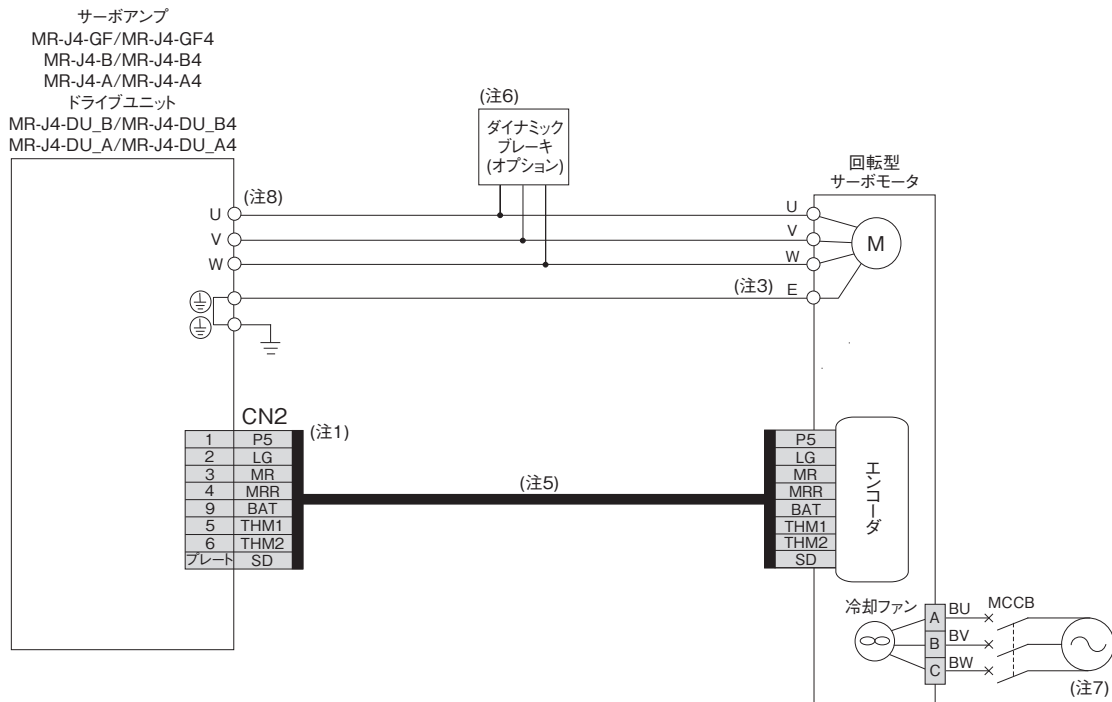 サーボアンプ
MR-J4-GF/MR-J4-GF4
MR-J4-B/MR-J4-B4
MR-J4-A/MR-J4-A4
ドライブユニット
MR-J4-DU_B/MR-J4-DU_B4
MR-J4-DU_A/MR-J4-DU_A4
(注6)
ダイナミック
ブレーキ
(オプション)
回転型
サーボモータ
(注8)
U
V
W
U
V
W
M
(注3)
E
CN2
(注1)
1 P5
2 LG
3 MR
4 MRR
9 BAT
5 THM1
6 THM2
プレート SD
(注5)
P5
LG
MR
MRR
BAT
THM1
THM2
SD
エンコーダ
冷却ファン
A BU
B BV
C BW
MCCB
(注7)